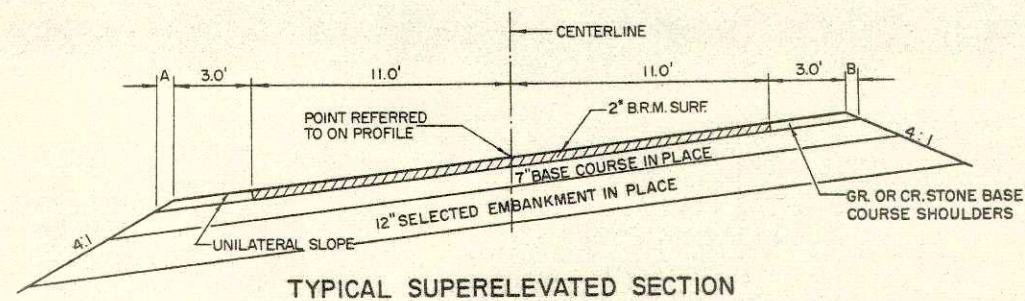 CENTERLINE
A
3.0'
11.0'
11.0'
3.0'
B
POINT REFERRED
TO ON PROFILE
2" B.R.M. SURF.
4:1
7" BASE COURSE IN PLACE
12" SELECTED EMBANKMENT IN PLACE
GR. OR CR. STONE BASE
COURSE SHOULDERS
4:1
UNILATERAL SLOPE
TYPICAL SUPERELEVATED SECTION